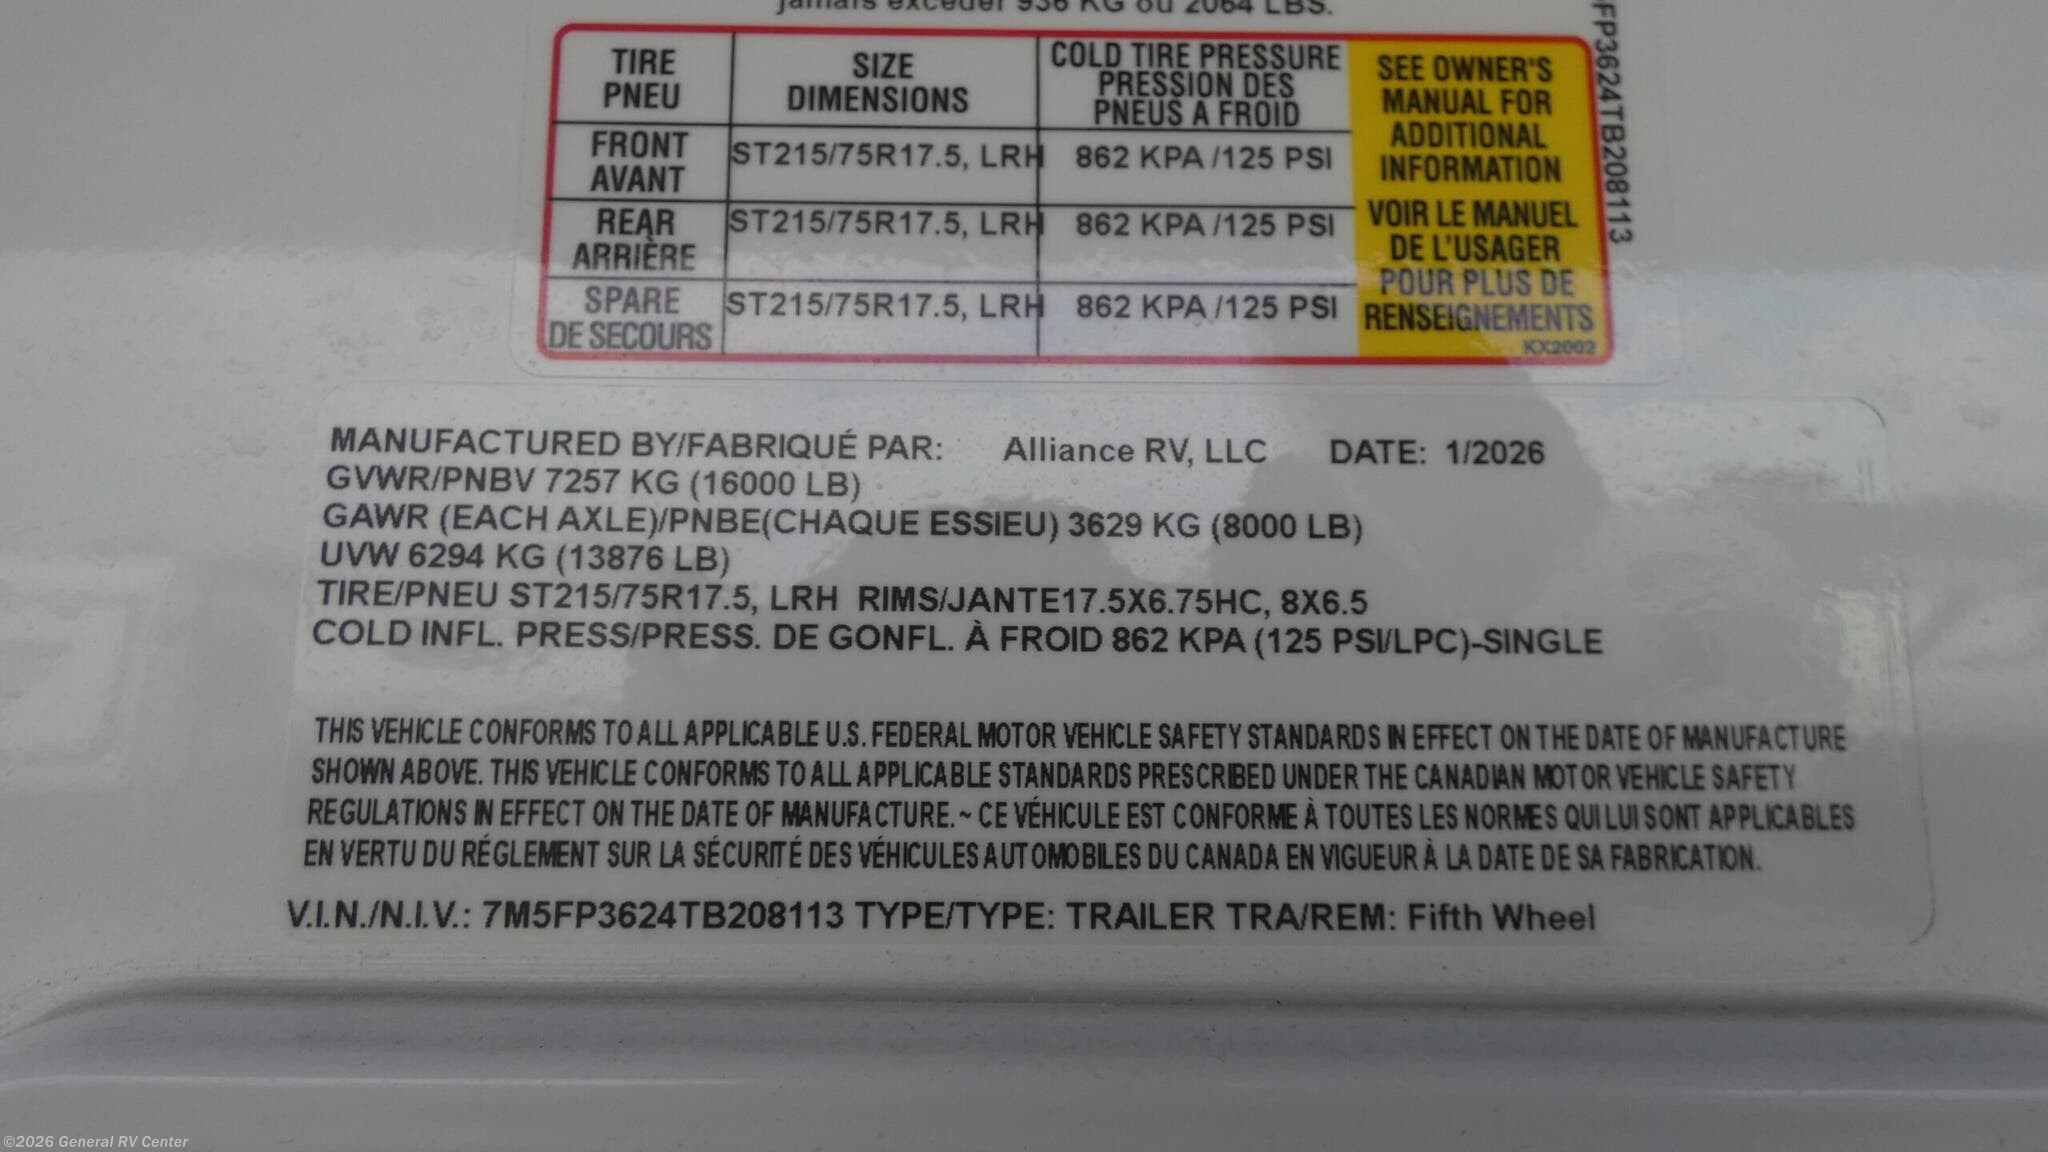 jamais excéder 936 KG ou 2064 LBS.
TIRE PNEU SIZE DIMENSIONS COLD TIRE PRESSURE PRESSION DES PNEUS A FROID
FRONT AVANT ST215/75R17.5, LRH 862 KPA /125 PSI
REAR ARRIÈRE ST215/75R17.5, LRH 862 KPA /125 PSI
SPARE DE SECOURS ST215/75R17.5, LRH 862 KPA /125 PSI
SEE OWNER'S
MANUAL FOR
ADDITIONAL
INFORMATION
VOIR LE MANUEL
DE L'USAGER
POUR PLUS DE
RENSEIGNEMENTS
KX2002
FP3624TB208113
MANUFACTURED BY/FABRIQUÉ PAR: Alliance RV, LLC DATE: 1/2026
GVWR/PNBV 7257 KG (16000 LB)
GAWR (EACH AXLE)/PNBE(CHAQUE ESSIEU) 3629 KG (8000 LB)
UVW 6294 KG (13876 LB)
TIRE/PNEU ST215/75R17.5, LRH RIMS/JANTE17.5X6.75HC, 8X6.5
COLD INFL. PRESS/PRESS. DE GONFL. À FROID 862 KPA (125 PSI/LPC)-SINGLE
THIS VEHICLE CONFORMS TO ALL APPLICABLE U.S. FEDERAL MOTOR VEHICLE SAFETY STANDARDS IN EFFECT ON THE DATE OF MANUFACTURE
SHOWN ABOVE. THIS VEHICLE CONFORMS TO ALL APPLICABLE STANDARDS PRESCRIBED UNDER THE CANADIAN MOTOR VEHICLE SAFETY
REGULATIONS IN EFFECT ON THE DATE OF MANUFACTURE. ~ CE VÉHICULE EST CONFORME À TOUTES LES NORMES QUI LUI SONT APPLICABLES
EN VERTU DU RÉGLEMENT SUR LA SÉCURITÉ DES VÉHICULES AUTOMOBILES DU CANADA EN VIGUEUR À LA DATE DE SA FABRICATION.
V.I.N./N.I.V.: 7M5FP3624TB208113 TYPE/TYPE: TRAILER TRA/REM: Fifth Wheel
©2026 General RV Center